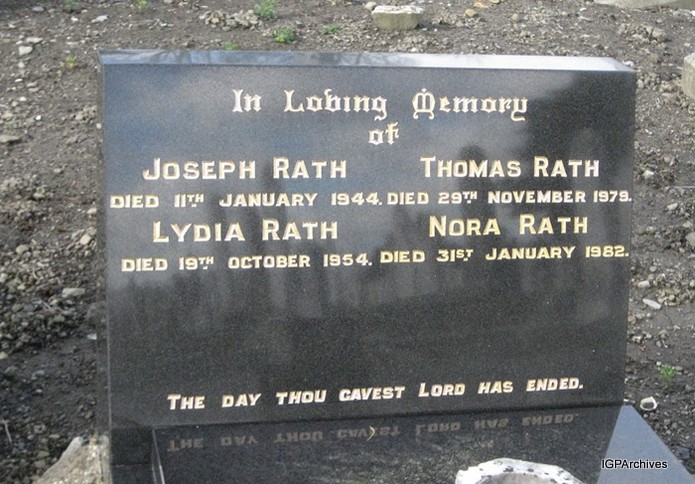 In Loving Memory
of
JOSEPH RATH THOMAS RATH
DIED 11TH JANUARY 1944. DIED 29TH NOVEMBER 1979.
LYDIA RATH NORA RATH
DIED 19TH OCTOBER 1954. DIED 31ST JANUARY 1982.
THE DAY THOU GAVEST LORD HAS ENDED.
IGPArchives